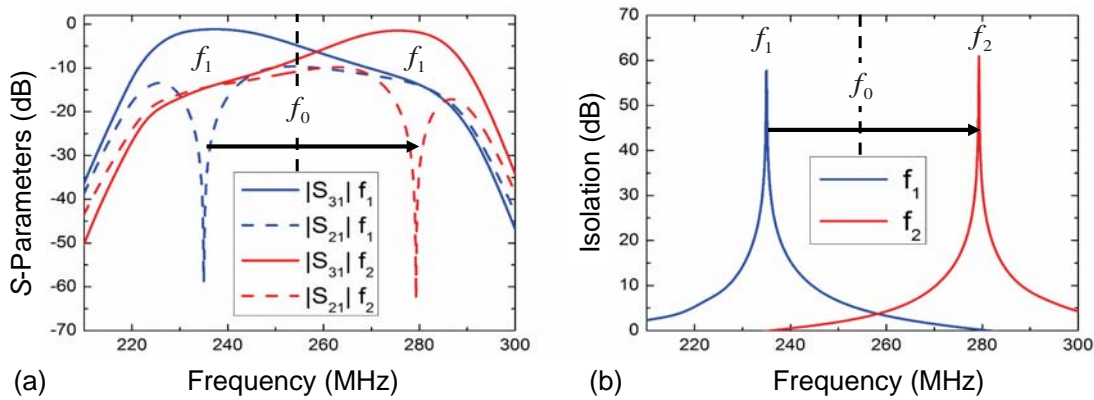 0
-10
-20
-30
-40
-50
-60
-70
S-Parameters (dB)
f1
f1
f0
|S31| f1
|S21| f1
|S31| f2
|S21| f2
220 240 260 280 300
(a) Frequency (MHz)
70
60
50
40
30
20
10
0
Isolation (dB)
f1
f2
f0
f1
f2
220 240 260 280 300
(b) Frequency (MHz)